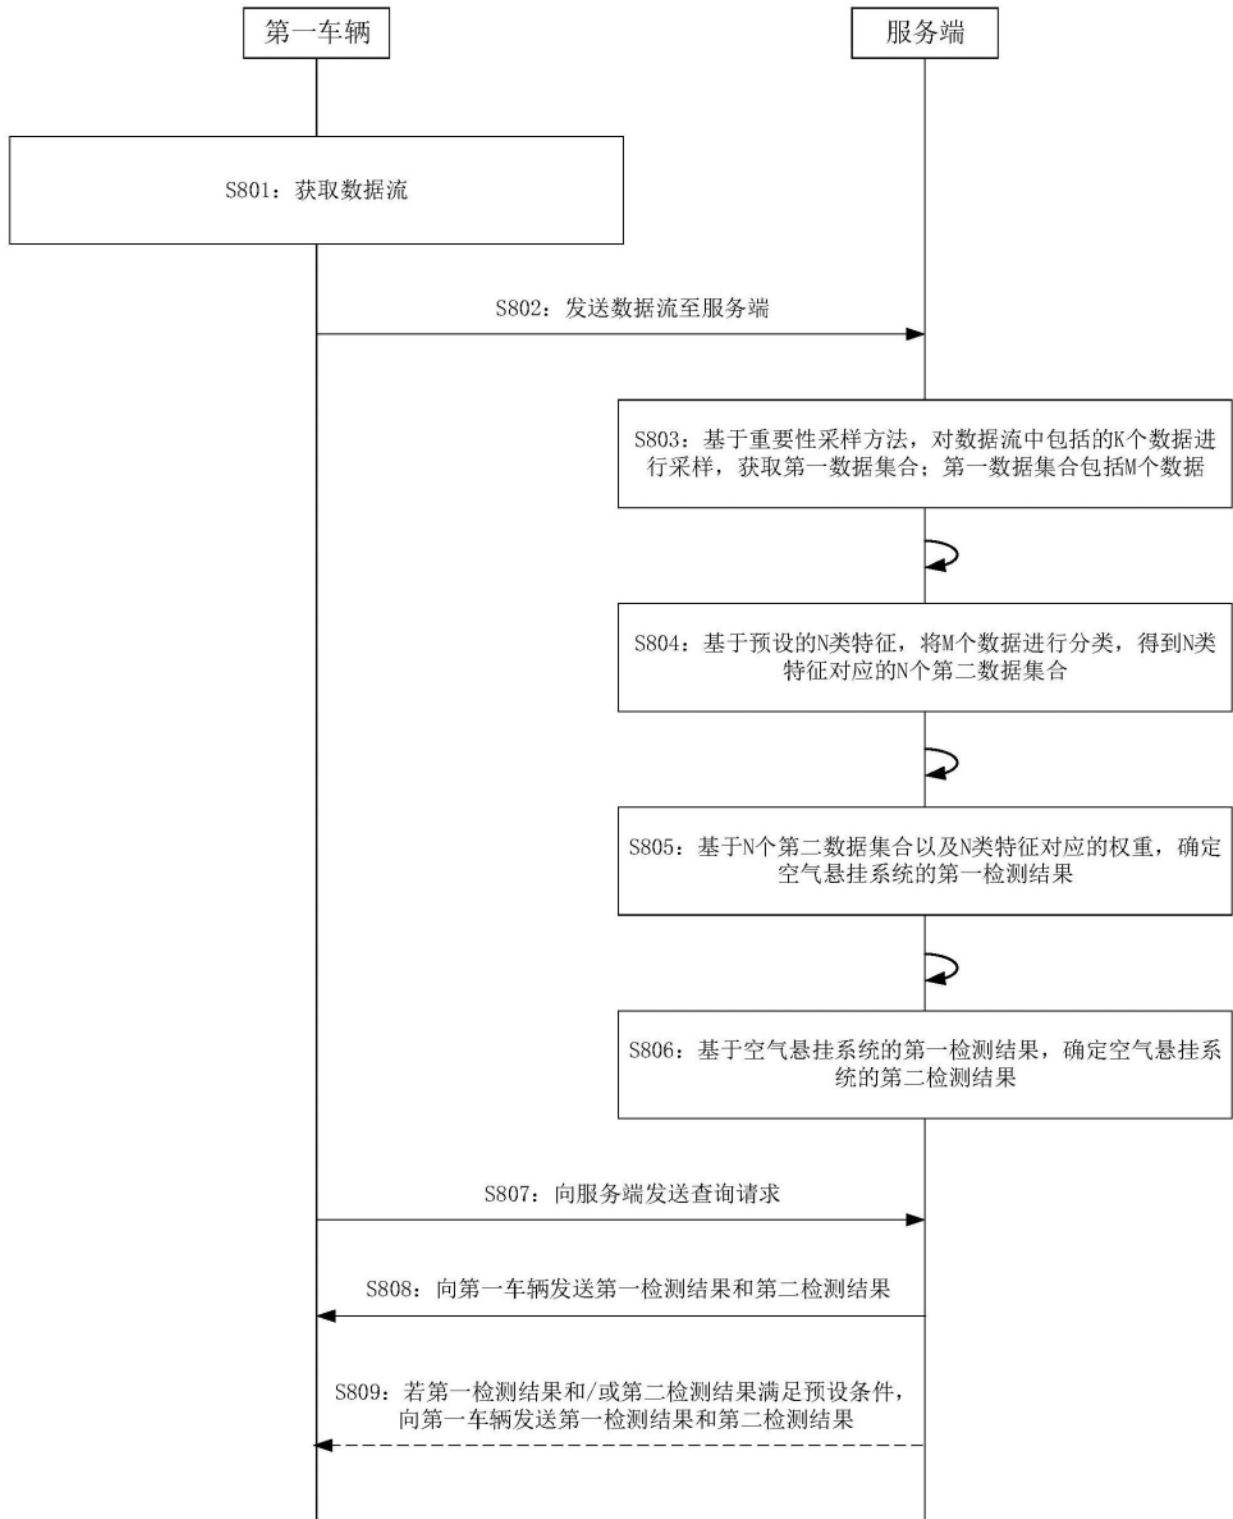 第一车辆
服务端
S801：获取数据流
S802：发送数据流至服务端
S803：基于重要性采样方法，对数据流中包括的K个数据进
行采样，获取第一数据集合；第一数据集合包括M个数据
S804：基于预设的N类特征，将M个数据进行分类，得到N类
特征对应的N个第二数据集合
S805：基于N个第二数据集合以及N类特征对应的权重，确定
空气悬挂系统的第一检测结果
S806：基于空气悬挂系统的第一检测结果，确定空气悬挂系
统的第二检测结果
S807：向服务端发送查询请求
S808：向第一车辆发送第一检测结果和第二检测结果
S809：若第一检测结果和/或第二检测结果满足预设条件，
向第一车辆发送第一检测结果和第二检测结果